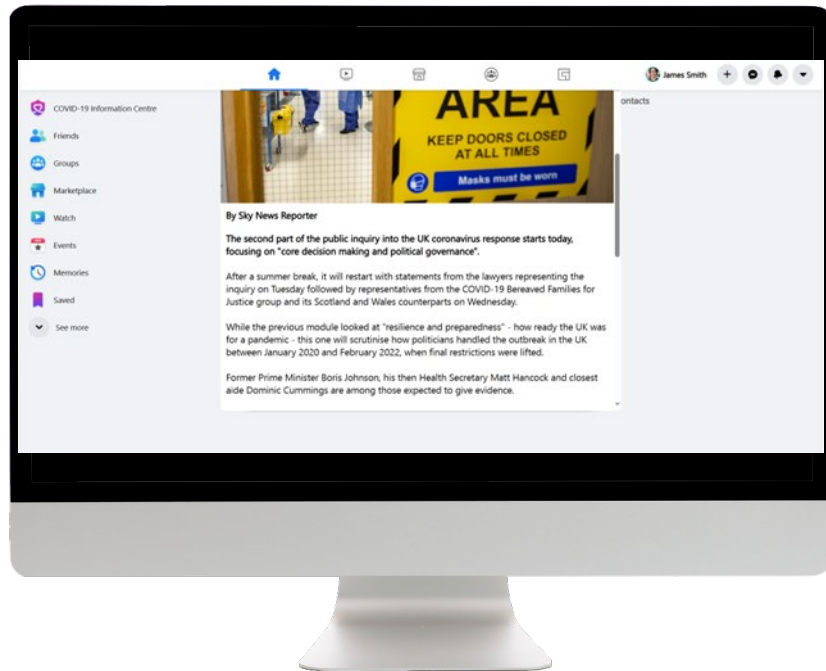 James Smith
COVID-19 Information Centre
Friends
Groups
Marketplace
Watch
Events
Memories
Saved
See more
ontacts
AREA
KEEP DOORS CLOSED
AT ALL TIMES
Masks must be worn
By Sky News Reporter
The second part of the public inquiry into the UK coronavirus response starts today,
focusing on "core decision making and political governance".
After a summer break, it will restart with statements from the lawyers representing the
inquiry on Tuesday followed by representatives from the COVID-19 Bereaved Families for
Justice group and its Scotland and Wales counterparts on Wednesday.
While the previous module looked at "resilience and preparedness" - how ready the UK was
for a pandemic - this one will scrutinise how politicians handled the outbreak in the UK
between January 2020 and February 2022, when final restrictions were lifted.
Former Prime Minister Boris Johnson, his then Health Secretary Matt Hancock and closest
aide Dominic Cummings are among those expected to give evidence.